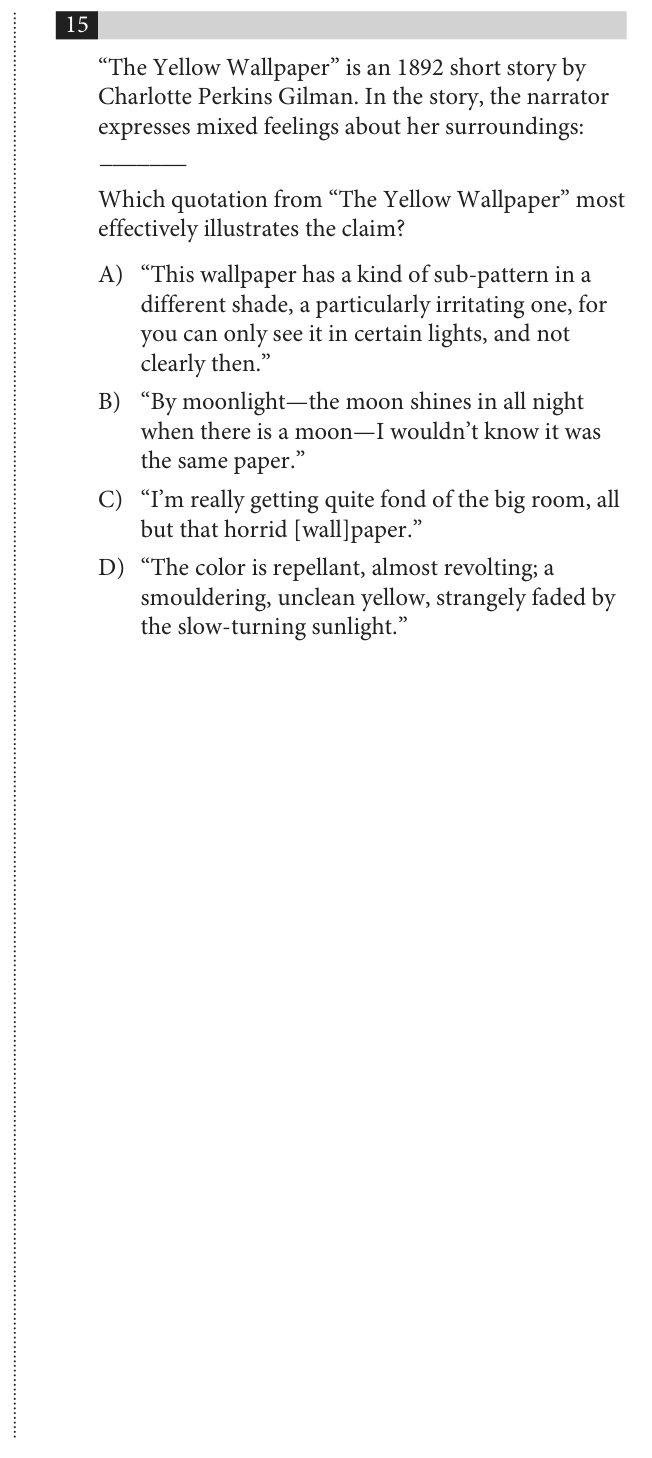 15
“The Yellow Wallpaper” is an 1892 short story by
Charlotte Perkins Gilman. In the story, the narrator
expresses mixed feelings about her surroundings:
_______
Which quotation from “The Yellow Wallpaper” most
effectively illustrates the claim?
A) “This wallpaper has a kind of sub-pattern in a
different shade, a particularly irritating one, for
you can only see it in certain lights, and not
clearly then.”
B) “By moonlight—the moon shines in all night
when there is a moon—I wouldn’t know it was
the same paper.”
C) “I’m really getting quite fond of the big room, all
but that horrid [wall]paper.”
D) “The color is repellant, almost revolting; a
smouldering, unclean yellow, strangely faded by
the slow-turning sunlight.”